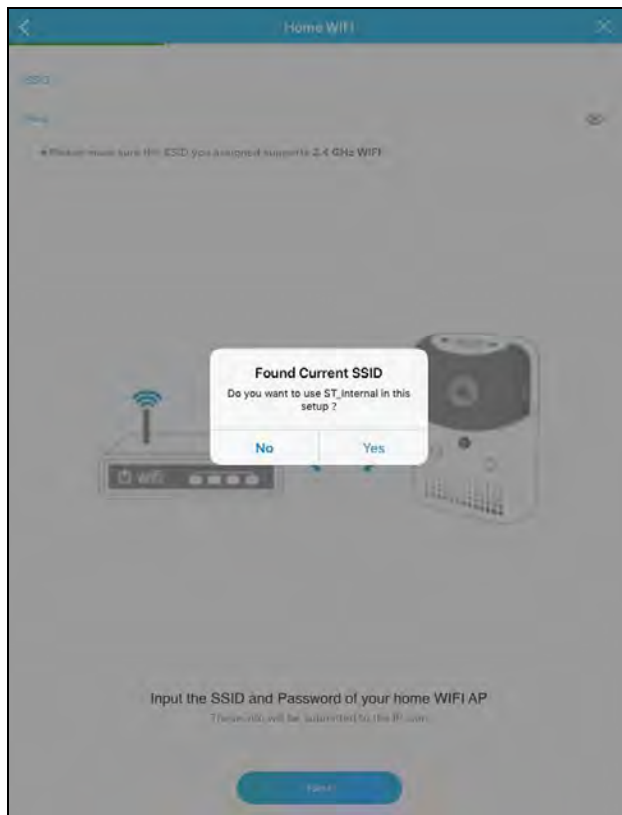 Home WIFI
SSID
* Please make sure the SSID you assigned supports 2.4 GHz WIFI
Found Current SSID
Do you want to use ST_Internal in this
setup ?
No Yes
wifi
Input the SSID and Password of your home WIFI AP
Next